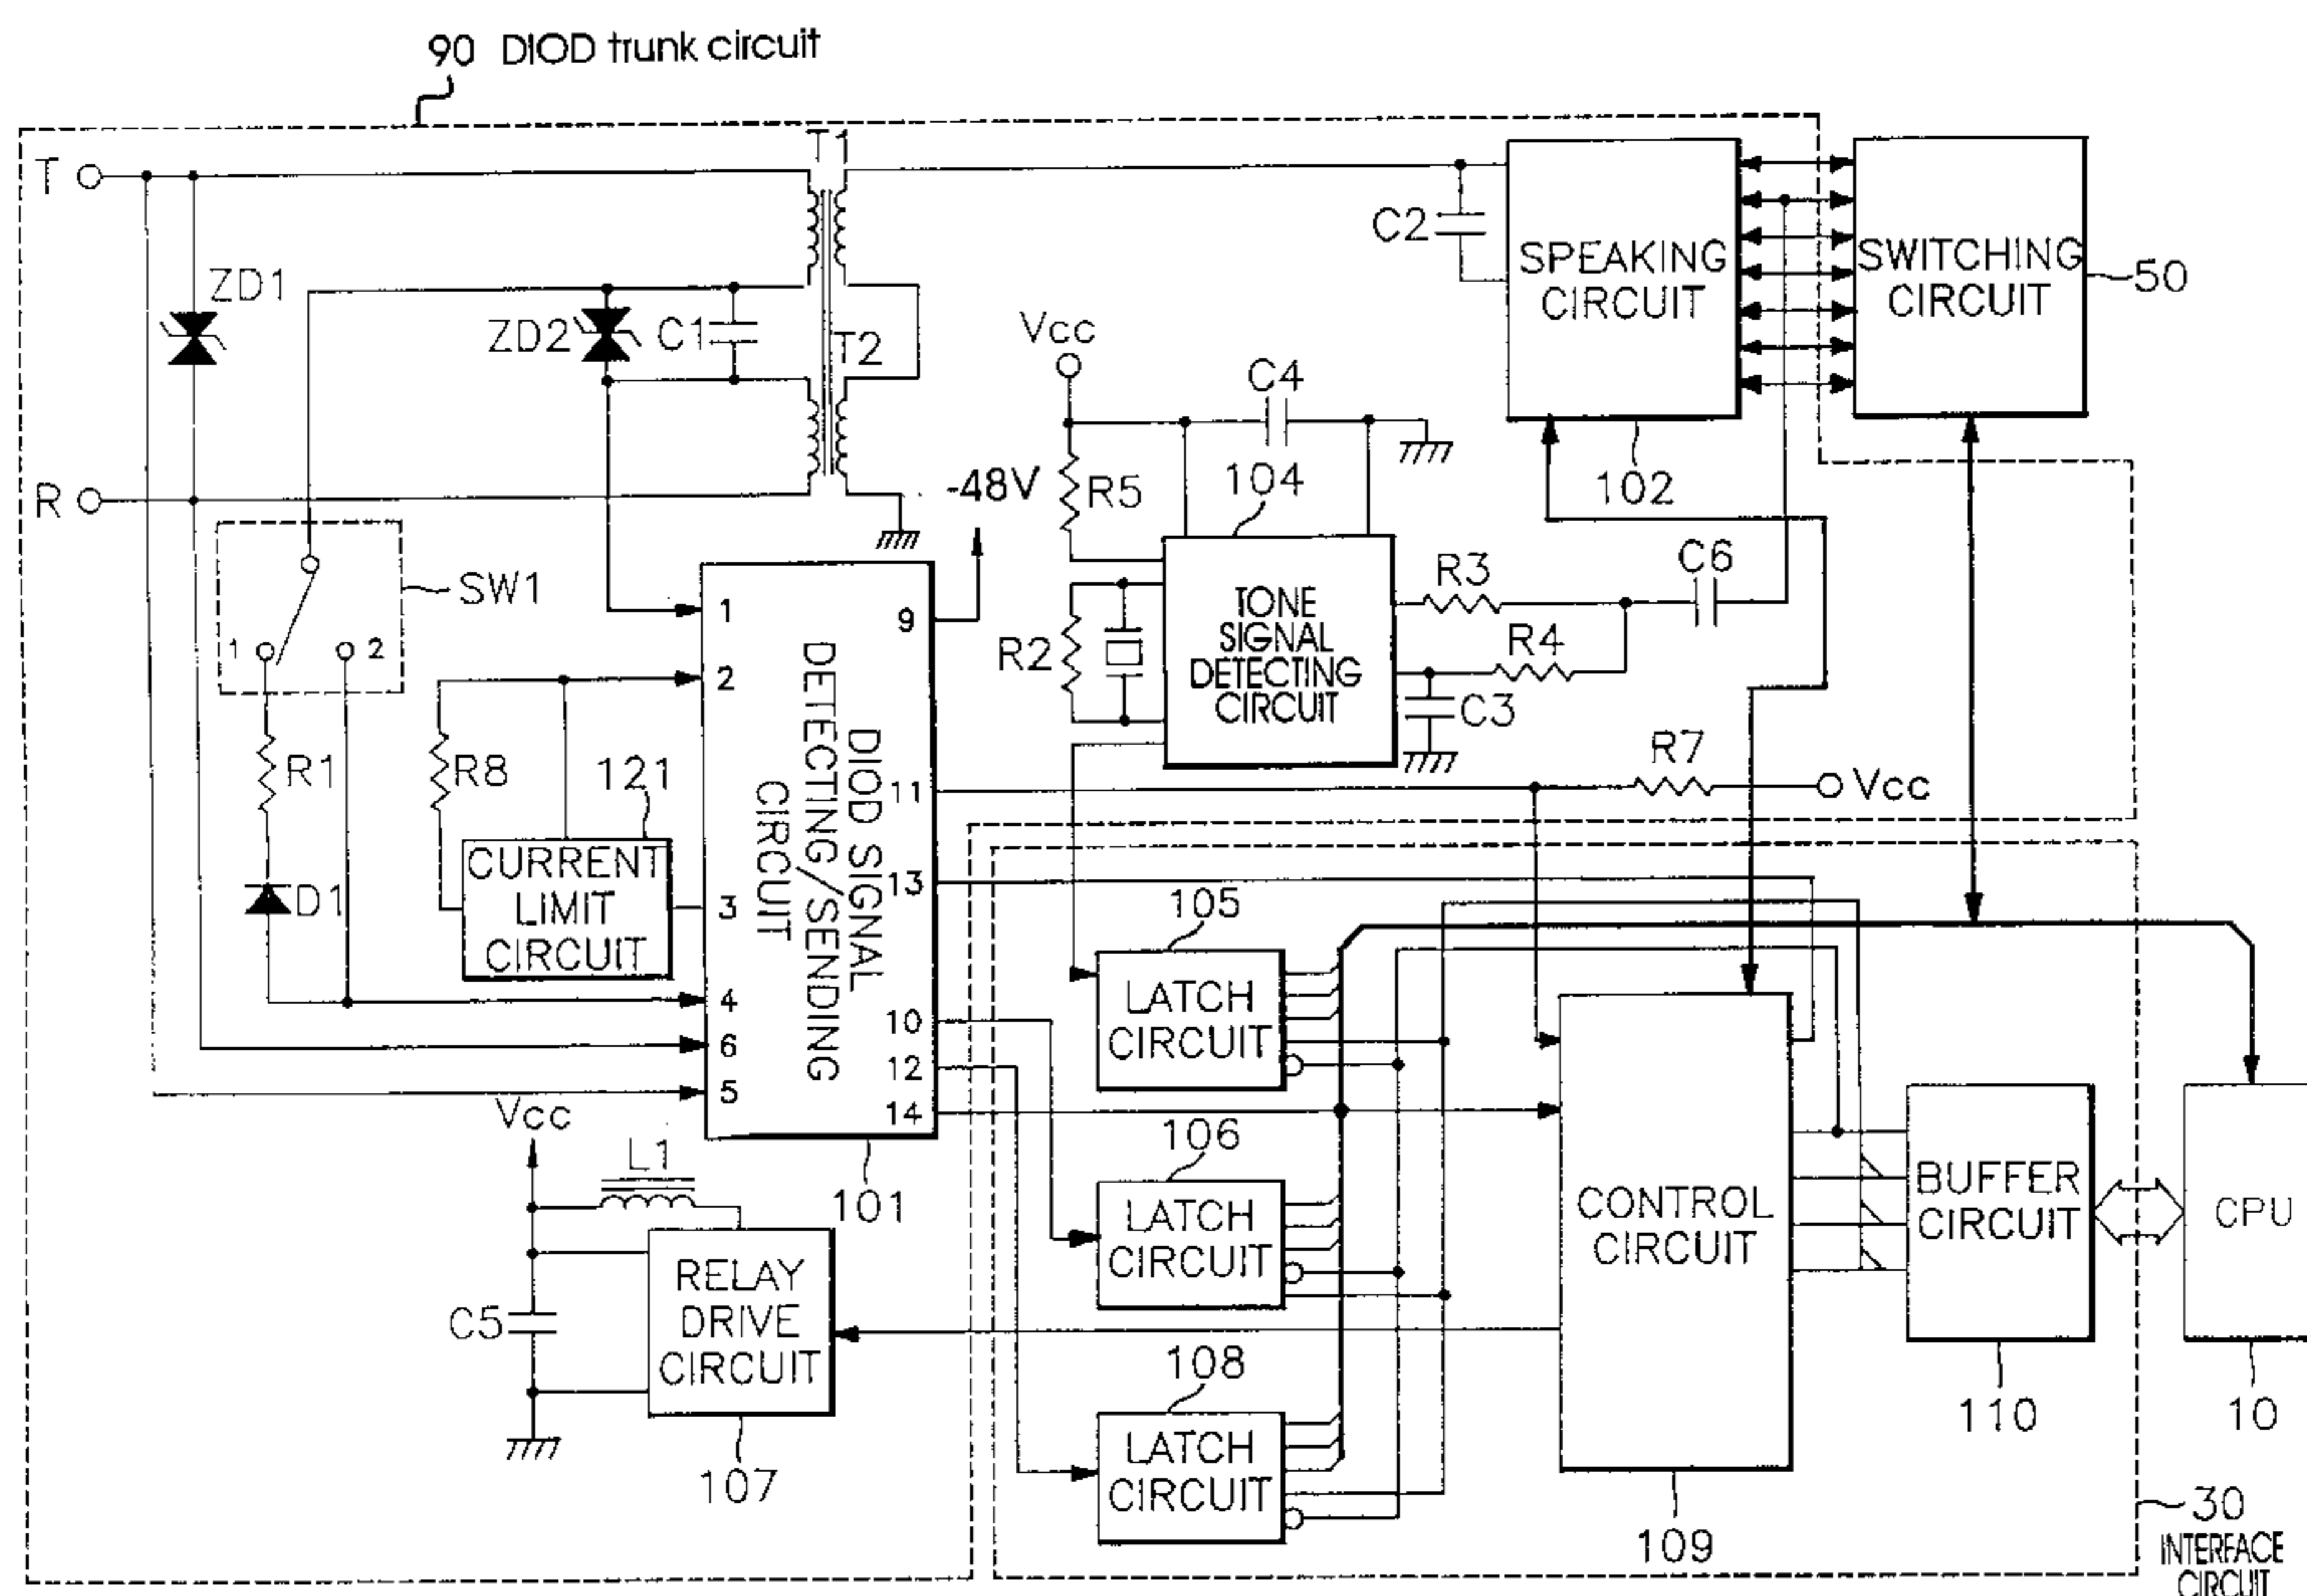 90 DIOD trunk circuit
T
T1
ZD1
ZD2
C1
T2
R
SW1
1
2
R1
D1
R8
121
CURRENT
LIMIT
CIRCUIT
1
2
3
4
6
5
9
11
13
10
12
14
DIOD SIGNAL
DETECTING/SENDING
CIRCUIT
101
-48V
Vcc
C4
R5
104
R2
TONE
SIGNAL
DETECTING
CIRCUIT
R3
R4
C6
C3
C2
SPEAKING
CIRCUIT
102
SWITCHING
CIRCUIT
50
R7
Vcc
105
LATCH
CIRCUIT
106
LATCH
CIRCUIT
108
LATCH
CIRCUIT
CONTROL
CIRCUIT
109
BUFFER
CIRCUIT
110
CPU
10
Vcc
L1
C5
RELAY
DRIVE
CIRCUIT
107
30
INTERFACE
CIRCUIT